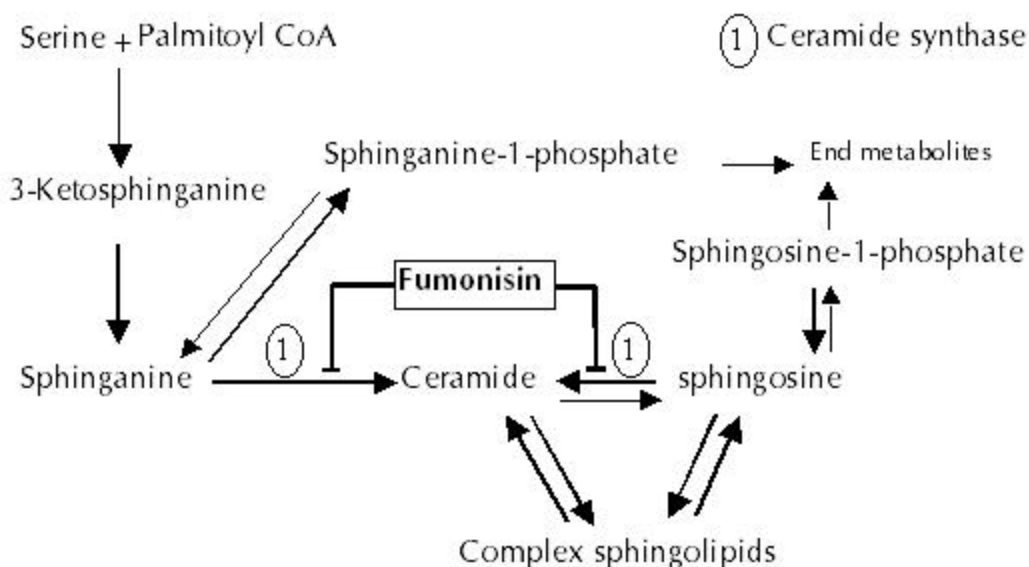 Serine + Palmitoyl CoA
1 Ceramide synthase
Sphinganine-1-phosphate
End metabolites
3-Ketosphinganine
Sphingosine-1-phosphate
Fumonisin
1
1
Sphinganine
Ceramide
sphingosine
Complex sphingolipids